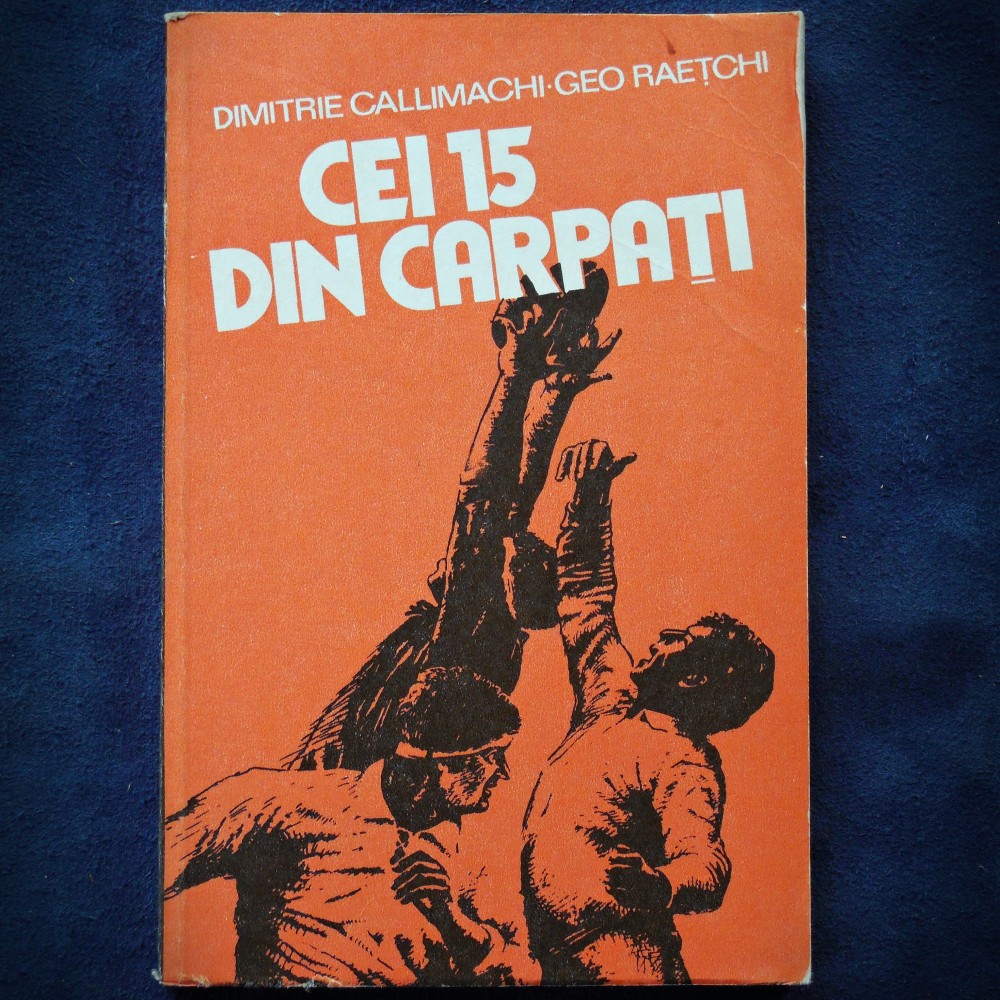 DIMITRIE CALLIMACHI·GEO RAEȚCHI
CEI 15
DIN CARPAȚI